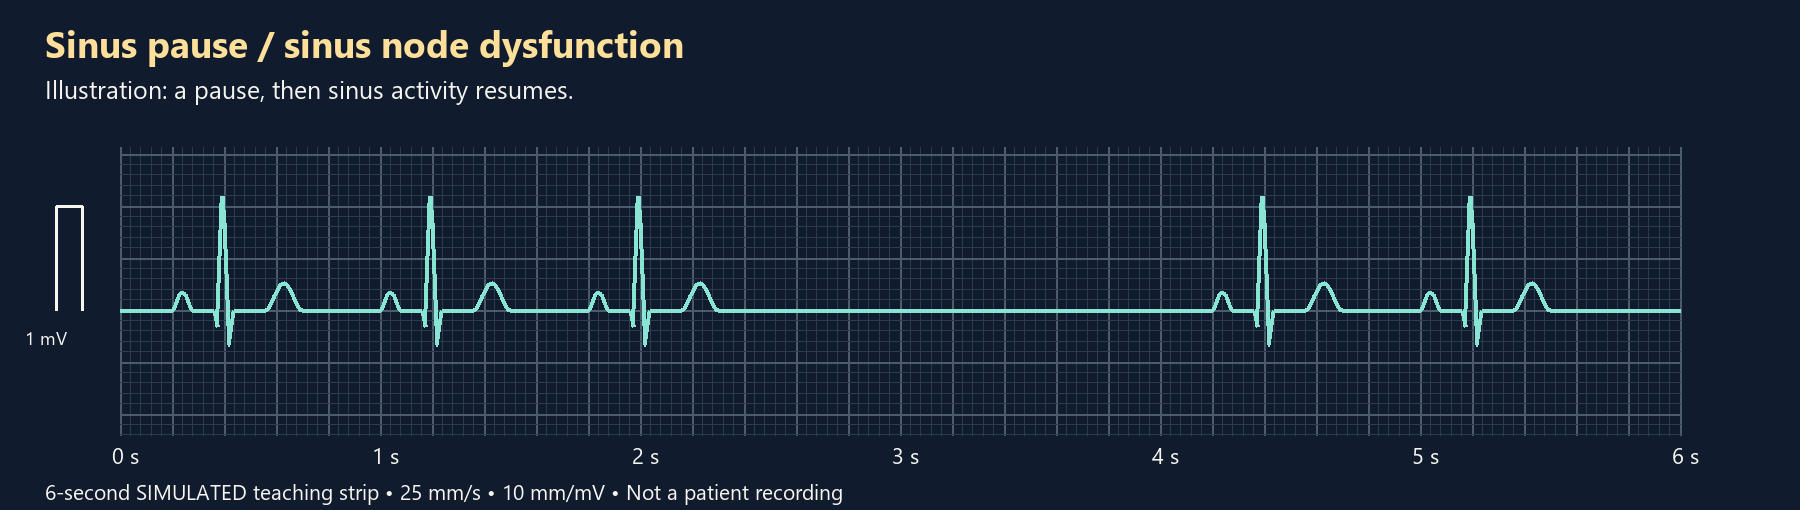 Sinus pause / sinus node dysfunction
Illustration: a pause, then sinus activity resumes.
1 mV
0 s 1 s 2 s 3 s 4 s 5 s 6 s
6-second SIMULATED teaching strip • 25 mm/s • 10 mm/mV • Not a patient recording